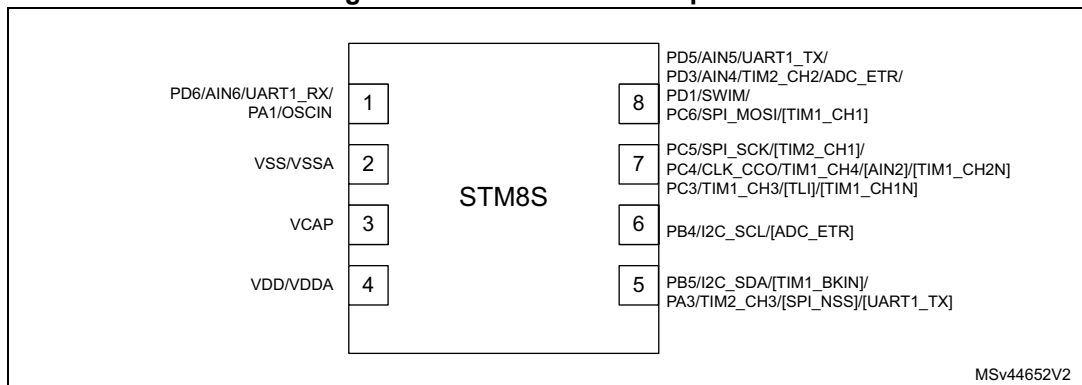 PD6/AIN6/UART1_RX/
PA1/OSCIN
1
VSS/VSSA
2
VCAP
3
VDD/VDDA
4
STM8S
8
PD5/AIN5/UART1_TX/
PD3/AIN4/TIM2_CH2/ADC_ETR/
PD1/SWIM/
PC6/SPI_MOSI/[TIM1_CH1]
7
PC5/SPI_SCK/[TIM2_CH1]/
PC4/CLK_CCO/TIM1_CH4/[AIN2]/[TIM1_CH2N]
PC3/TIM1_CH3/[TLI]/[TIM1_CH1N]
6
PB4/I2C_SCL/[ADC_ETR]
5
PB5/I2C_SDA/[TIM1_BKIN]/
PA3/TIM2_CH3/[SPI_NSS]/[UART1_TX]
MSv44652V2